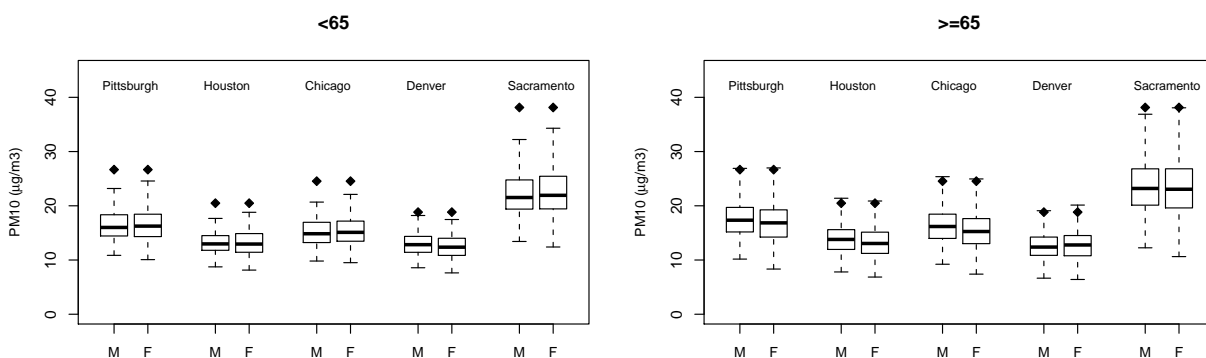 <65
Pittsburgh Houston Chicago Denver Sacramento
PM10 (µg/m3)
40
30
20
10
0
M F M F M F M F M F
>=65
Pittsburgh Houston Chicago Denver Sacramento
PM10 (µg/m3)
40
30
20
10
0
M F M F M F M F M F